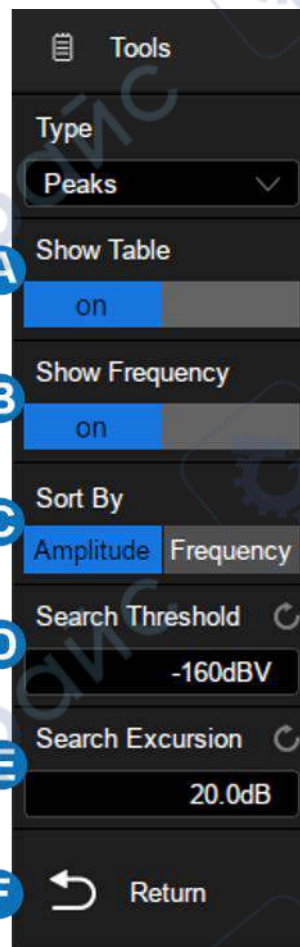 Tools
Type
Peaks
A
Show Table
on
B
Show Frequency
on
C
Sort By
Amplitude Frequency
D
Search Threshold
-160dBV
E
Search Excursion
20.0dB
F
Return